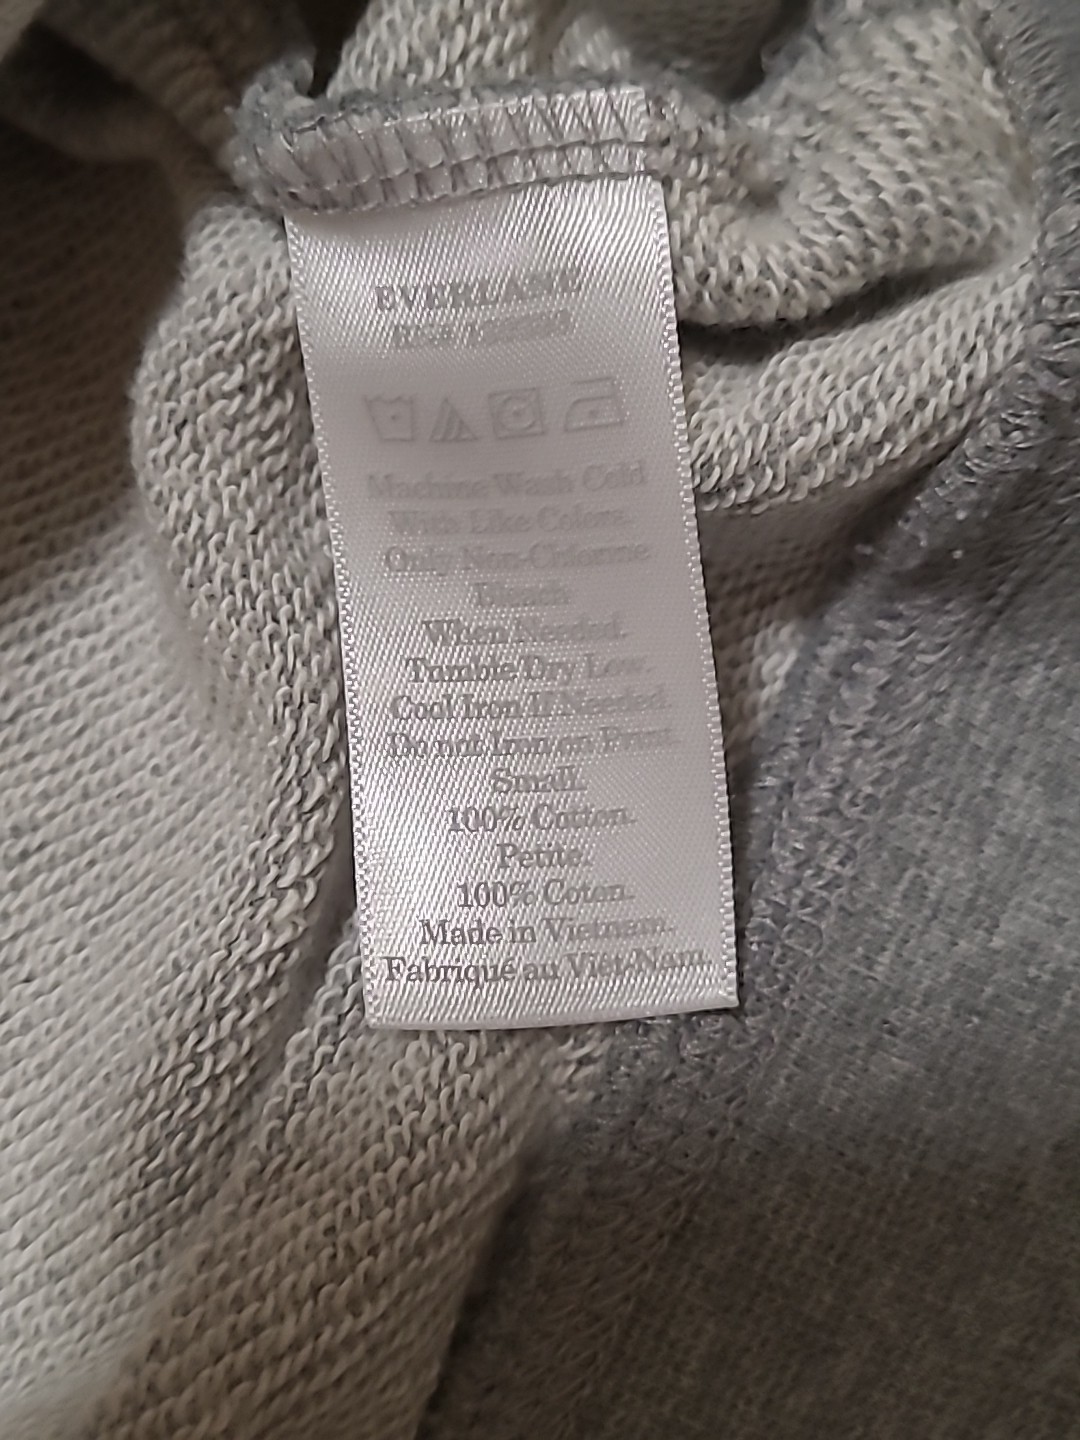 EVERLANE
RN#
Machine Wash Cold
With Like Colors.
Only Non-Chlorine
Bleach
When Needed.
Tumble Dry Low.
Cool Iron If Needed.
Do not Iron on Print.
Small.
100% Cotton.
Petite.
100% Coton.
Made in Vietnam.
Fabriqué au Viet-Nam